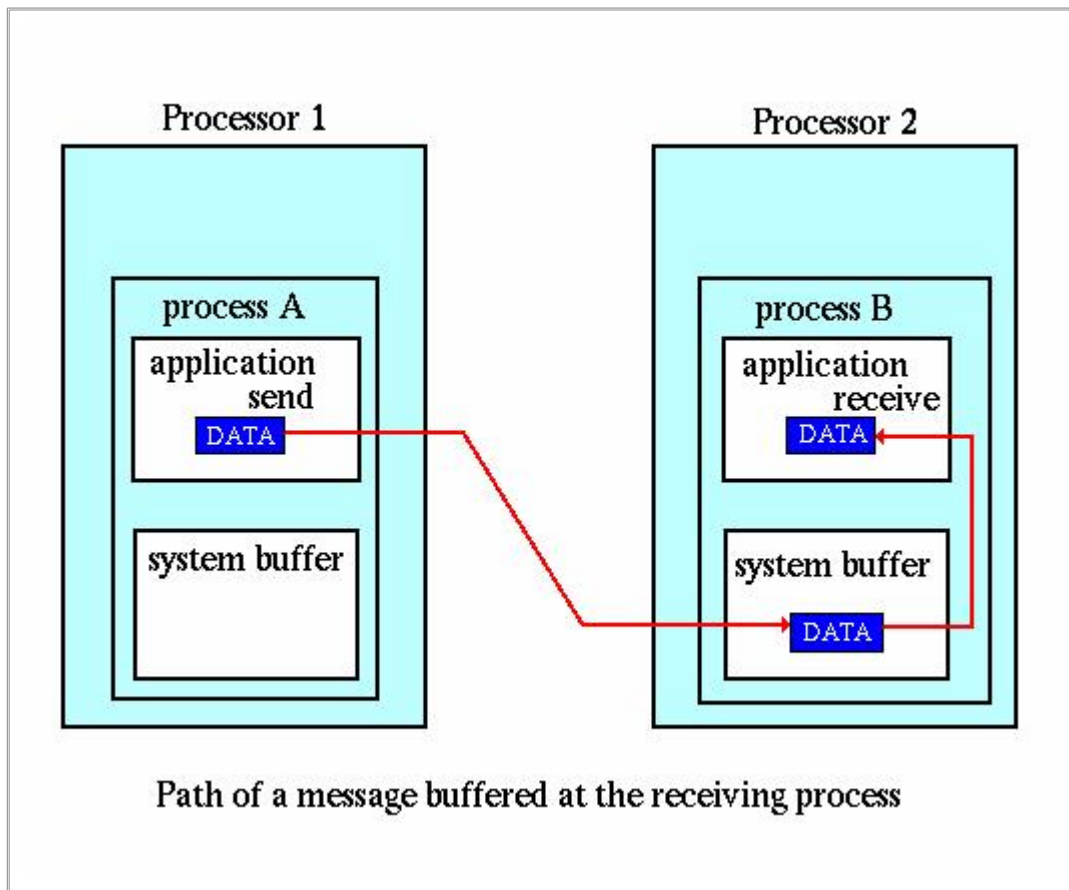 Processor 1
process A
application
send
DATA
system buffer
Processor 2
process B
application
receive
DATA
system buffer
DATA
Path of a message buffered at the receiving process